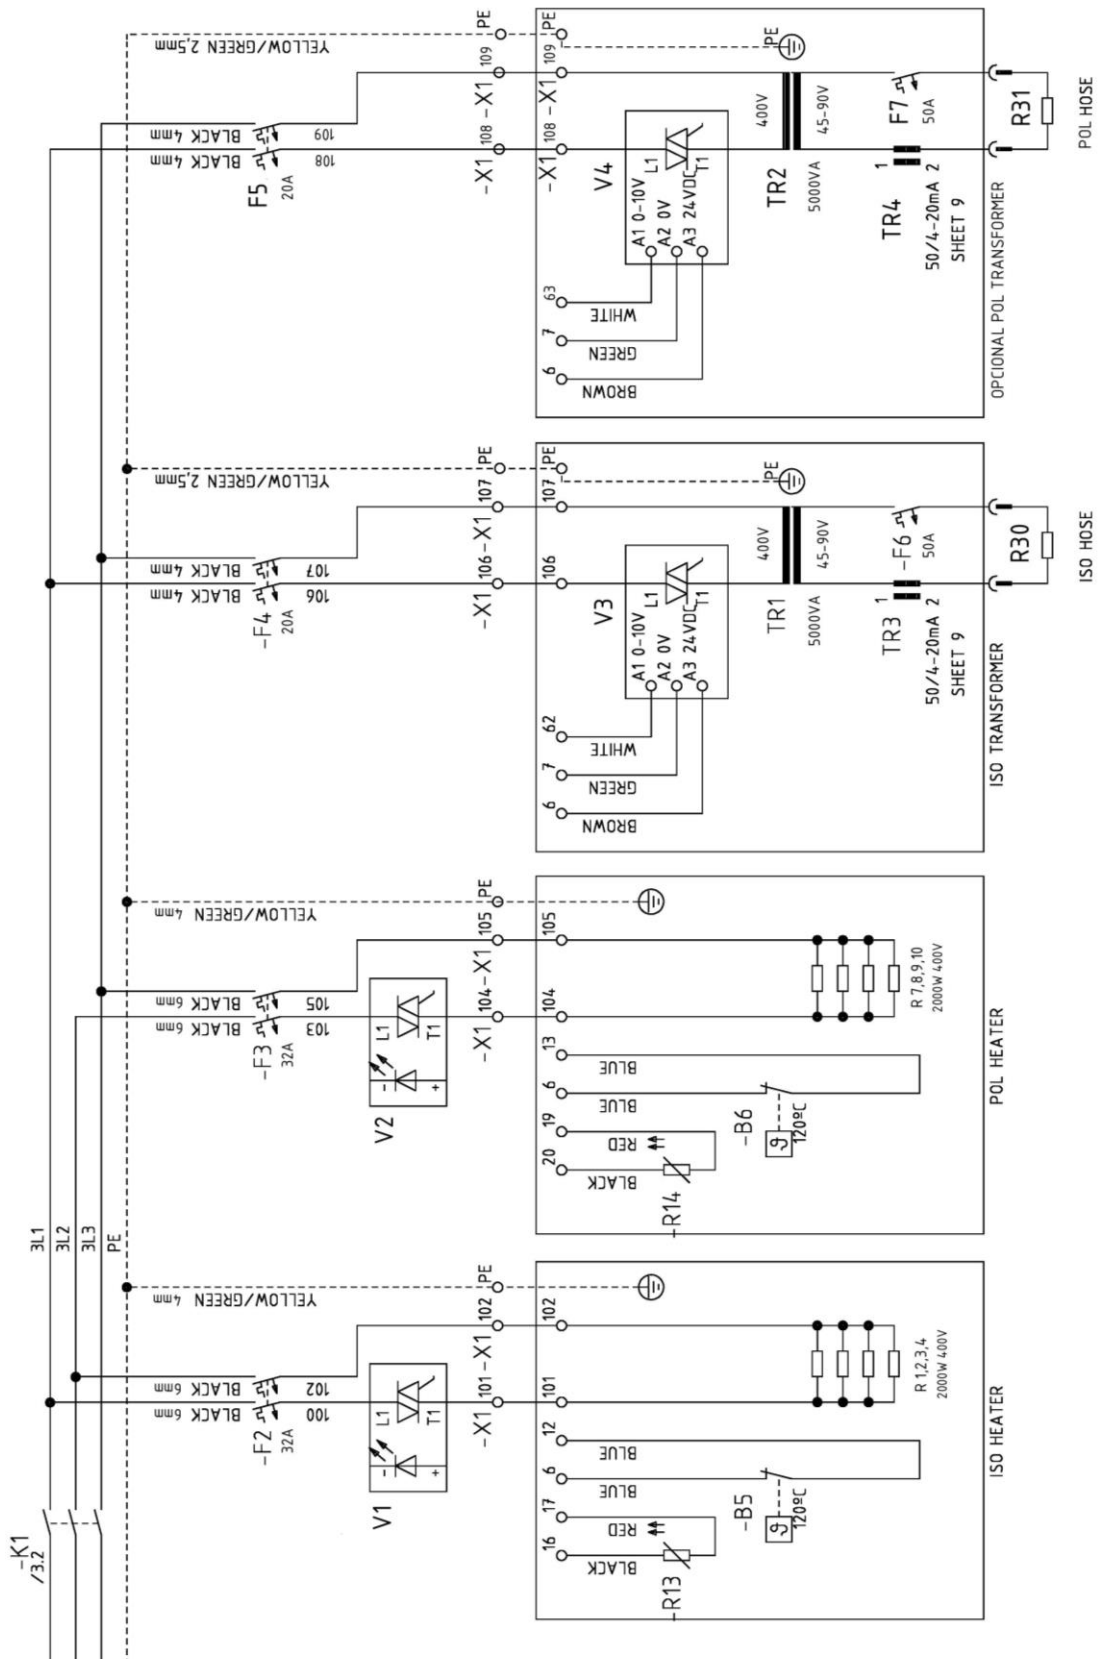 -K1
/3.2
3L1
3L2
3L3
PE
YELLOW/GREEN 4mm
BLACK 6mm
BLACK 6mm
102
100
-F2
32A
V1
-
+
L1
T1
-X1
101
-X1
102
PE
16
17
6
12
101
102
BLACK
RED
BLUE
BLUE
-R13
-B5
ϑ
120ºC
R 1,2,3,4
2000W 400V
ISO HEATER
YELLOW/GREEN 4mm
BLACK 6mm
BLACK 6mm
105
103
-F3
32A
V2
-
+
L1
T1
-X1
104
-X1
105
PE
20
19
6
13
104
105
BLACK
RED
BLUE
BLUE
-R14
-B6
ϑ
120ºC
R 7,8,9,10
2000W 400V
POL HEATER
YELLOW/GREEN 2,5mm
BLACK 4mm
BLACK 4mm
107
106
-F4
20A
-X1
106
-X1
107
PE
6
7
62
106
107
PE
BROWN
GREEN
WHITE
V3
A1 0-10V
A2 0V
A3 24VDC
L1
T1
TR1
5000VA
400V
45-90V
TR3
1
2
50/4-20mA
SHEET 9
-F6
50A
R30
ISO TRANSFORMER
ISO HOSE
YELLOW/GREEN 2,5mm
BLACK 4mm
BLACK 4mm
109
108
F5
20A
-X1
108
-X1
109
PE
6
7
63
-X1
108
-X1
109
PE
PE
BROWN
GREEN
WHITE
V4
A1 0-10V
A2 0V
A3 24VDC
L1
T1
TR2
5000VA
400V
45-90V
TR4
1
2
50/4-20mA
SHEET 9
F7
50A
R31
OPCIONAL POL TRANSFORMER
POL HOSE